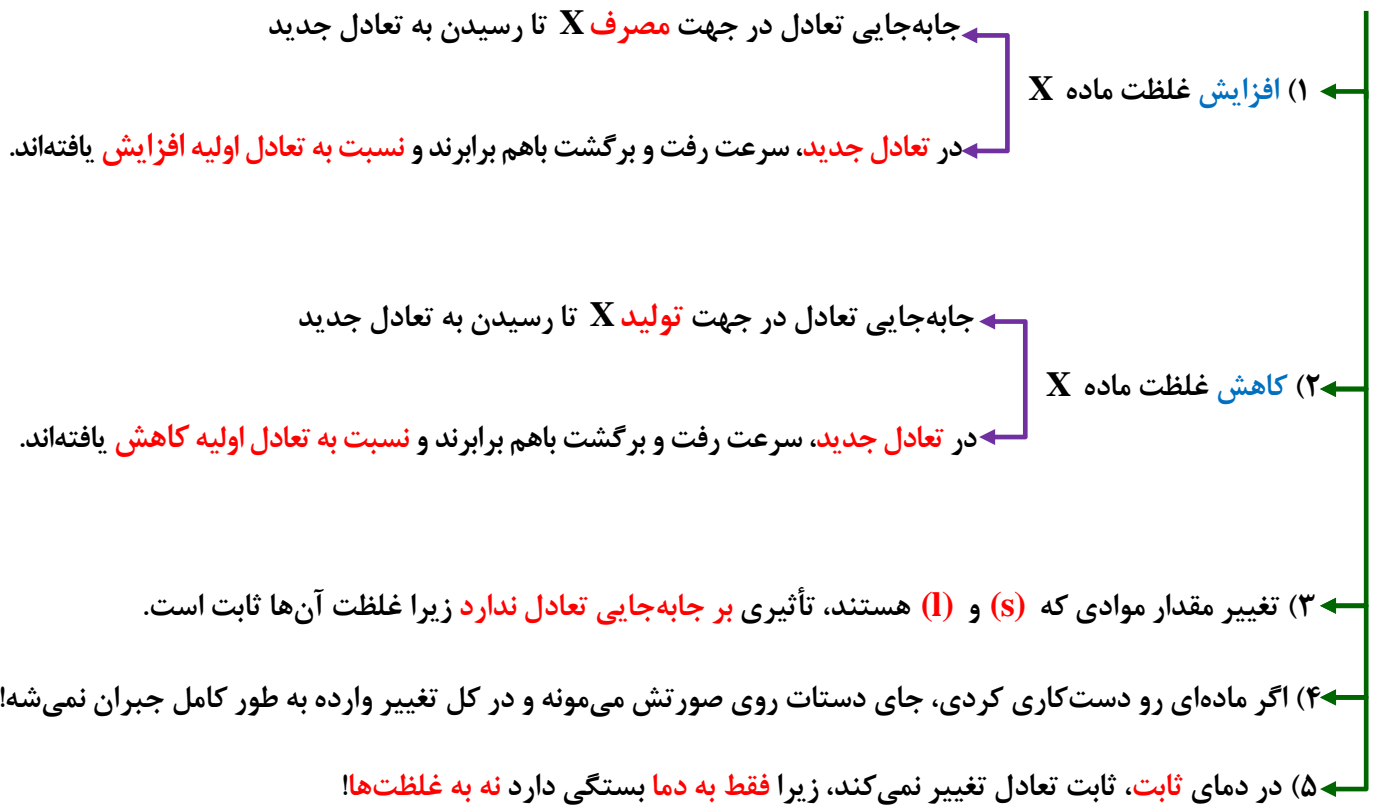 جابه‌جایی تعادل در جهت مصرف X تا رسیدن به تعادل جدید
۱) افزایش غلظت ماده X
در تعادل جدید، سرعت رفت و برگشت باهم برابرند و نسبت به تعادل اولیه افزایش یافته‌اند.
جابه‌جایی تعادل در جهت تولید X تا رسیدن به تعادل جدید
۲) کاهش غلظت ماده X
در تعادل جدید، سرعت رفت و برگشت باهم برابرند و نسبت به تعادل اولیه کاهش یافته‌اند.
۳) تغییر مقدار موادی که (s) و (l) هستند، تأثیری بر جابه‌جایی تعادل ندارد زیرا غلظت آن‌ها ثابت است.
۴) اگر ماده‌ای رو دست‌کاری کردی، جای دستات روی صورتش می‌مونه و در کل تغییر وارده به طور کامل جبران نمی‌شه!
۵) در دمای ثابت، ثابت تعادل تغییر نمی‌کند، زیرا فقط به دما بستگی دارد نه به غلظت‌ها!